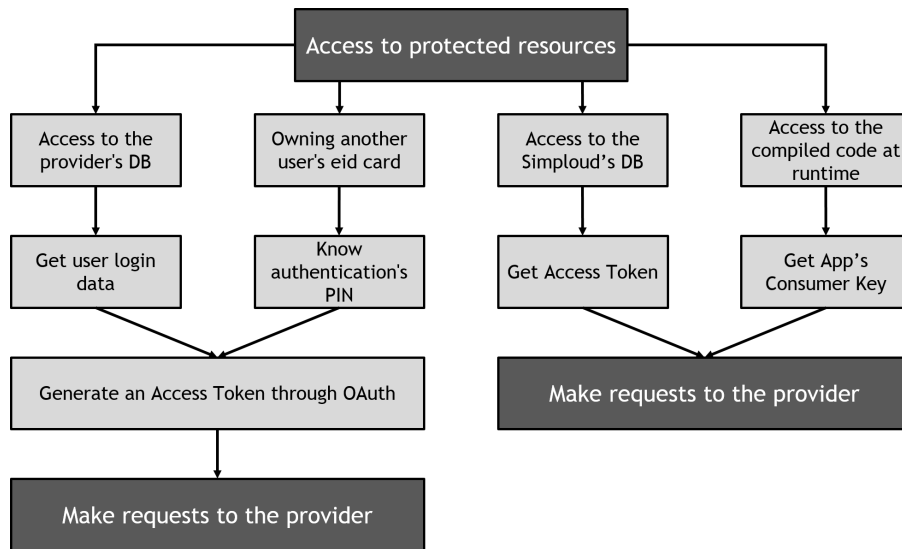 Access to protected resources
Access to the
provider's DB
Owning another
user's eid card
Access to the
Simploud’s DB
Access to the
compiled code at
runtime
Get user login
data
Know
authentication's
PIN
Get Access Token
Get App’s
Consumer Key
Generate an Access Token through OAuth
Make requests to the provider
Make requests to the provider